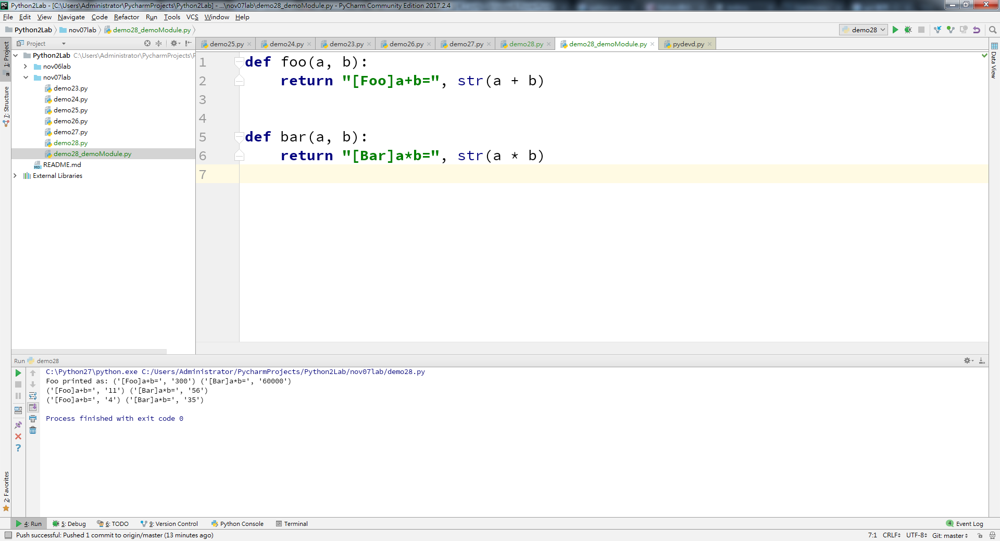 Python2Lab - [C:\Users\Administrator\PycharmProjects\Python2Lab] - ...\nov07lab\demo28_demoModule.py - PyCharm Community Edition 2017.2.4
File Edit View Navigate Code Refactor Run Tools VCS Window Help
Python2Lab nov07lab demo28_demoModule.py demo28
1: Project
Project
demo25.py demo24.py demo23.py demo26.py demo27.py demo28.py demo28_demoModule.py pydevd.py
Python2Lab C:\Users\Administrator\PycharmProjects\P
nov06lab
nov07lab
demo23.py
demo24.py
demo25.py
demo26.py
demo27.py
demo28.py
demo28_demoModule.py
README.md
External Libraries
7: Structure
Data View
1 def foo(a, b):
2 return "[Foo]a+b=", str(a + b)
3
4
5 def bar(a, b):
6 return "[Bar]a*b=", str(a * b)
7
Run demo28
C:\Python27\python.exe C:/Users/Administrator/PycharmProjects/Python2Lab/nov07lab/demo28.py
Foo printed as: ('[Foo]a+b=', '300') ('[Bar]a*b=', '60000')
('[Foo]a+b=', '11') ('[Bar]a*b=', '56')
('[Foo]a+b=', '4') ('[Bar]a*b=', '35')
Process finished with exit code 0
2: Favorites
4: Run 5: Debug 6: TODO 9: Version Control Python Console Terminal 4 Event Log
Push successful: Pushed 1 commit to origin/master (13 minutes ago) 7:1 CRLF UTF-8 Git: master